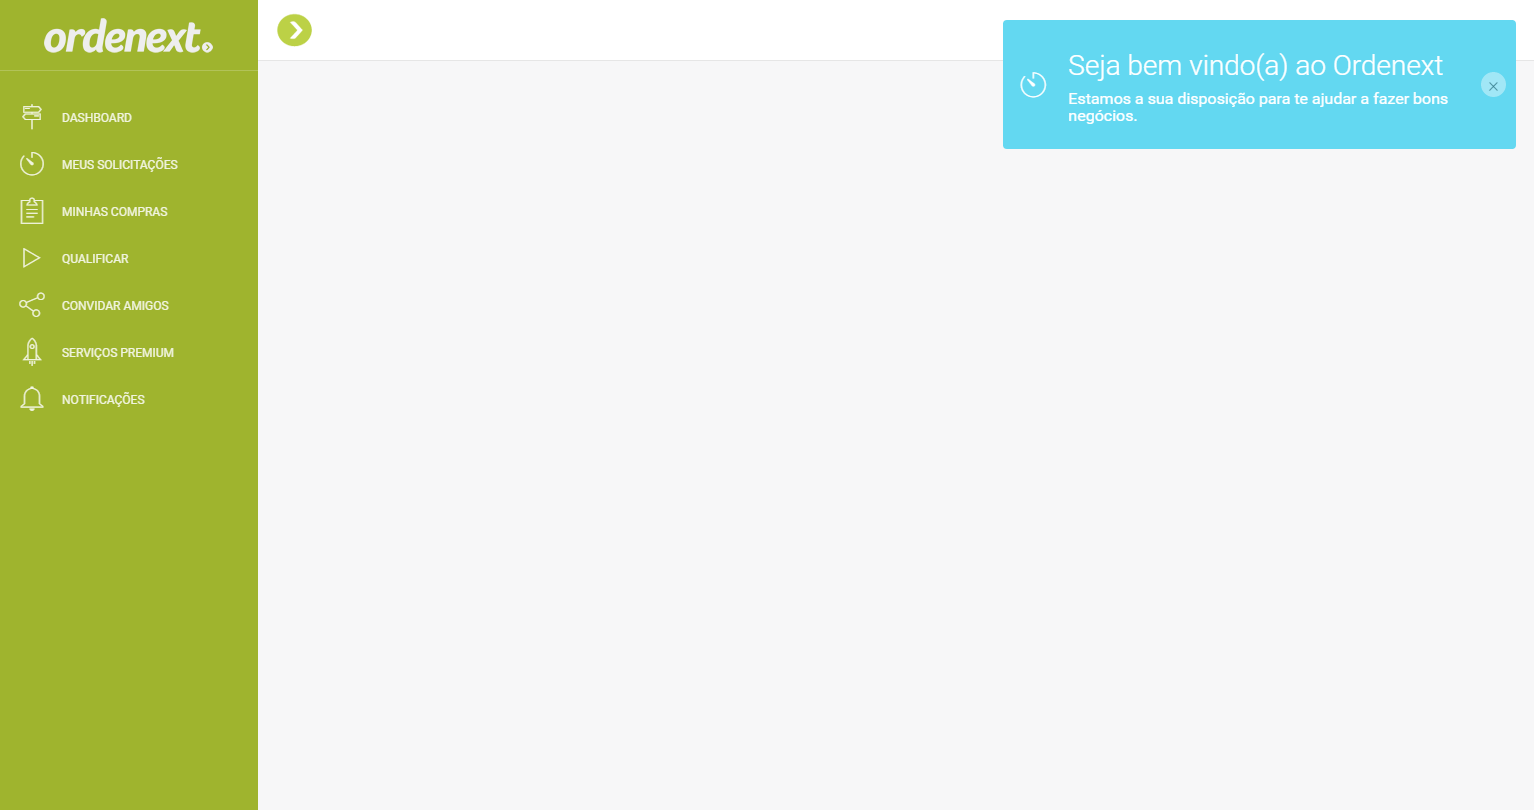 ordenext
DASHBOARD
MEUS SOLICITAÇÕES
MINHAS COMPRAS
QUALIFICAR
CONVIDAR AMIGOS
SERVIÇOS PREMIUM
NOTIFICAÇÕES
Seja bem vindo(a) ao Ordenext
Estamos a sua disposição para te ajudar a fazer bons
negócios.